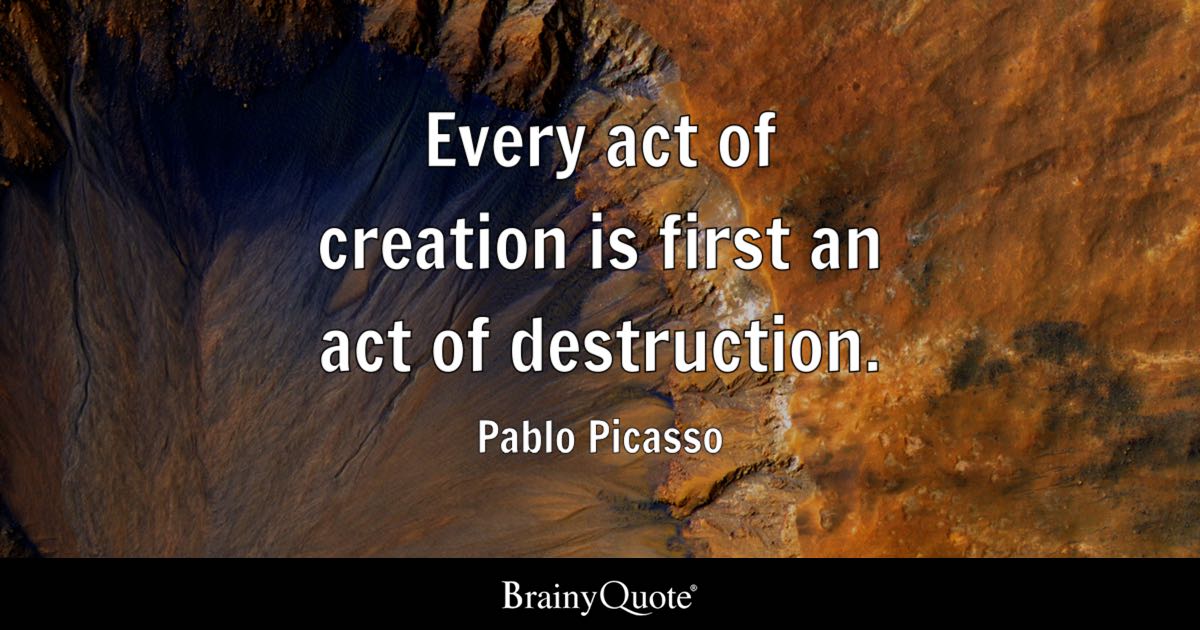 Every act of
creation is first an
act of destruction.
Pablo Picasso
BrainyQuote®